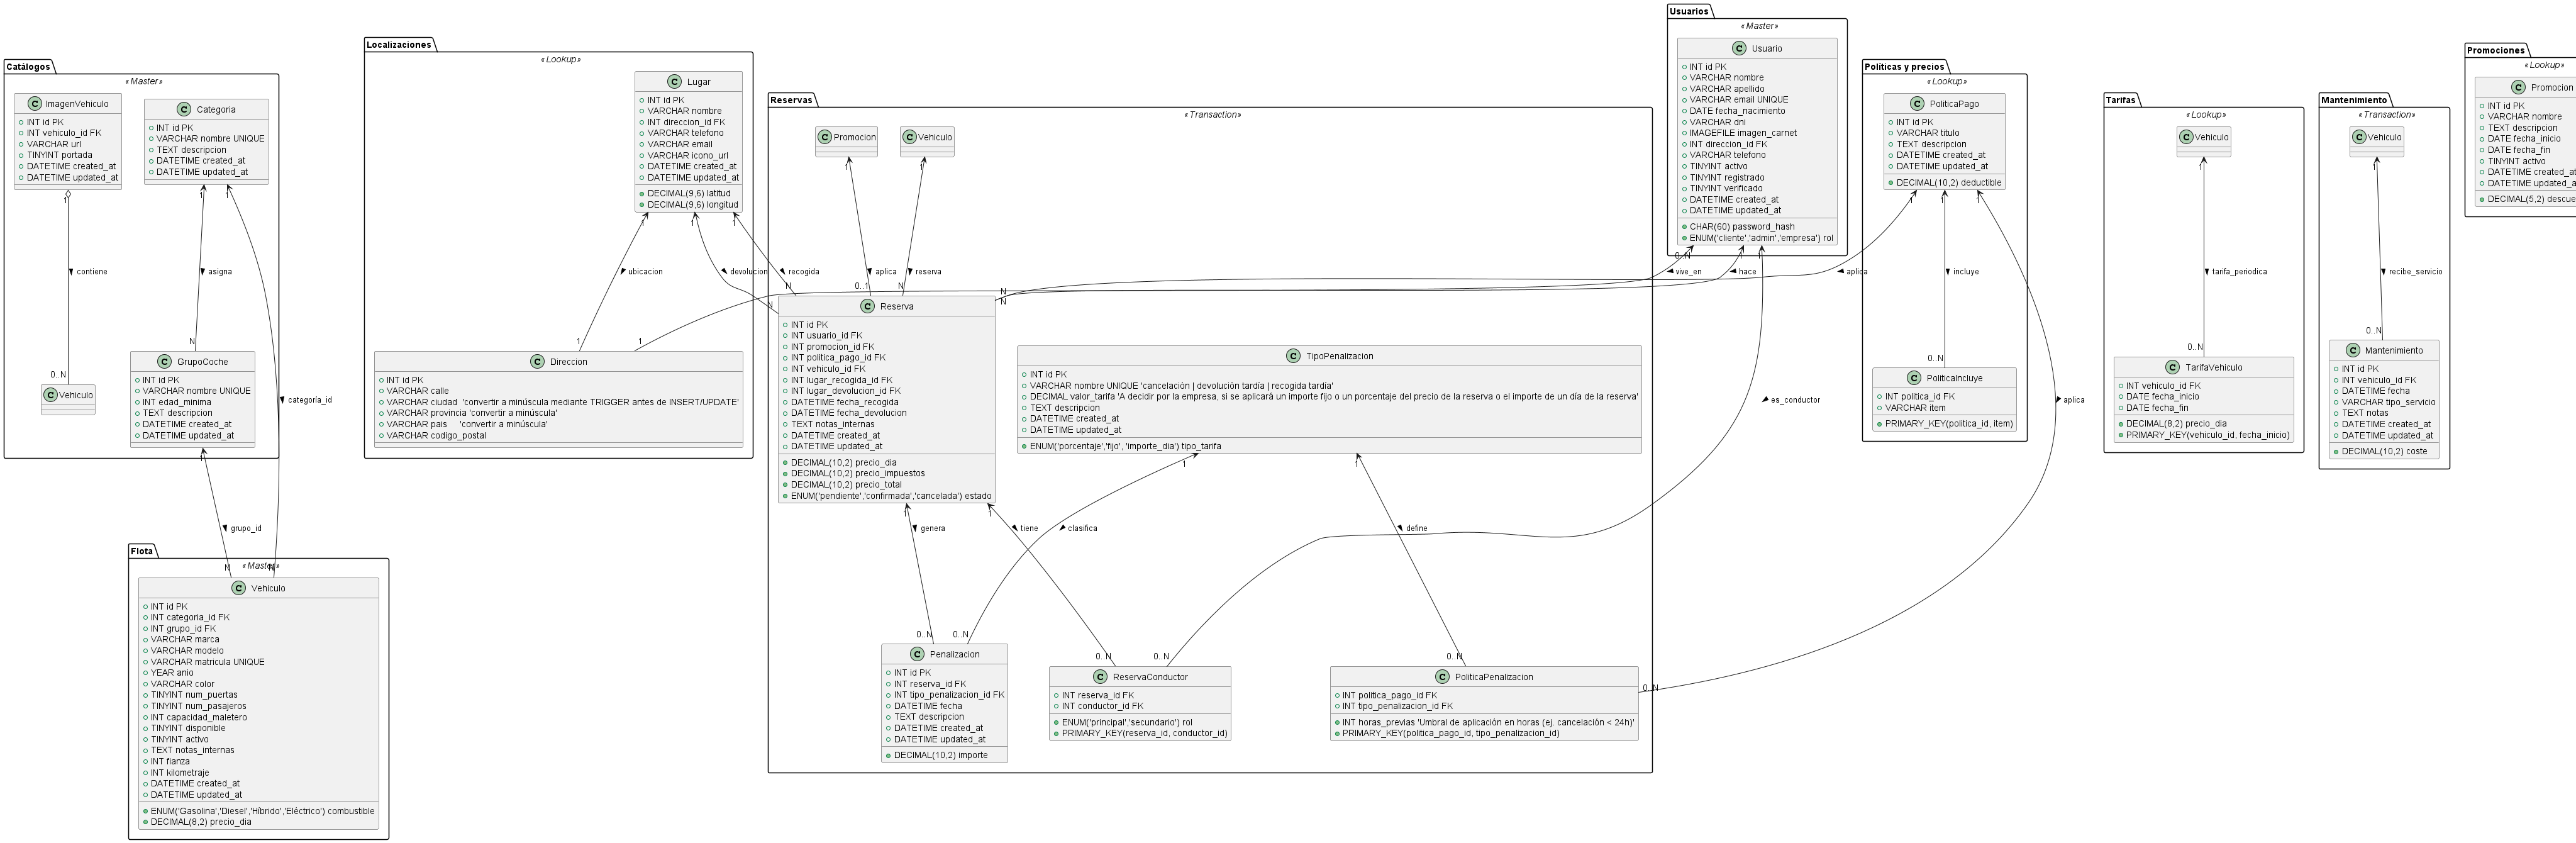 Catálogos
«Master»
ImagenVehiculo
INT id PK
INT vehiculo_id FK
VARCHAR url
TINYINT portada
DATETIME created_at
DATETIME updated_at
Categoria
INT id PK
VARCHAR nombre UNIQUE
TEXT descripcion
DATETIME created_at
DATETIME updated_at
1
1
1
contiene
asigna
categoría_id
0..N
N
Vehiculo
GrupoCoche
INT id PK
VARCHAR nombre UNIQUE
INT edad_minima
TEXT descripcion
DATETIME created_at
DATETIME updated_at
1
grupo_id
Flota
«Master»
N
N
Vehiculo
INT id PK
INT categoria_id FK
INT grupo_id FK
VARCHAR marca
VARCHAR modelo
VARCHAR matricula UNIQUE
YEAR anio
VARCHAR color
TINYINT num_puertas
TINYINT num_pasajeros
INT capacidad_maletero
TINYINT disponible
TINYINT activo
TEXT notas_internas
INT fianza
INT kilometraje
DATETIME created_at
DATETIME updated_at
ENUM('Gasolina','Diesel','Híbrido','Eléctrico') combustible
DECIMAL(8,2) precio_dia
Localizaciones
«Lookup»
Lugar
INT id PK
VARCHAR nombre
INT direccion_id FK
VARCHAR telefono
VARCHAR email
VARCHAR icono_url
DATETIME created_at
DATETIME updated_at
DECIMAL(9,6) latitud
DECIMAL(9,6) longitud
1
1
1
ubicacion
devolucion
recogida
1
1
Direccion
INT id PK
VARCHAR calle
VARCHAR ciudad 'convertir a minúscula mediante TRIGGER antes de INSERT/UPDATE'
VARCHAR provincia 'convertir a minúscula'
VARCHAR pais 'convertir a minúscula'
VARCHAR codigo_postal
Reservas
«Transaction»
Promocion
Vehiculo
1
1
aplica
reserva
N
N
0..1
N
N
N
Reserva
INT id PK
INT usuario_id FK
INT promocion_id FK
INT politica_pago_id FK
INT vehiculo_id FK
INT lugar_recogida_id FK
INT lugar_devolucion_id FK
DATETIME fecha_recogida
DATETIME fecha_devolucion
TEXT notas_internas
DATETIME created_at
DATETIME updated_at
DECIMAL(10,2) precio_dia
DECIMAL(10,2) precio_impuestos
DECIMAL(10,2) precio_total
ENUM('pendiente','confirmada','cancelada') estado
TipoPenalizacion
INT id PK
VARCHAR nombre UNIQUE 'cancelación | devolución tardía | recogida tardía'
DECIMAL valor_tarifa 'A decidir por la empresa, si se aplicará un importe fijo o un porcentaje del precio de la reserva o el importe de un día de la reserva'
TEXT descripcion
DATETIME created_at
DATETIME updated_at
ENUM('porcentaje','fijo', 'importe_dia') tipo_tarifa
1
1
1
1
genera
tiene
clasifica
define
0..N
0..N
0..N
0..N
0..N
0..N
Penalizacion
INT id PK
INT reserva_id FK
INT tipo_penalizacion_id FK
DATETIME fecha
TEXT descripcion
DATETIME created_at
DATETIME updated_at
DECIMAL(10,2) importe
ReservaConductor
INT reserva_id FK
INT conductor_id FK
ENUM('principal','secundario') rol
PRIMARY_KEY(reserva_id, conductor_id)
PoliticaPenalizacion
INT politica_pago_id FK
INT tipo_penalizacion_id FK
INT horas_previas 'Umbral de aplicación en horas (ej. cancelación < 24h)'
PRIMARY_KEY(politica_pago_id, tipo_penalizacion_id)
Usuarios
«Master»
Usuario
INT id PK
VARCHAR nombre
VARCHAR apellido
VARCHAR email UNIQUE
DATE fecha_nacimiento
VARCHAR dni
IMAGEFILE imagen_carnet
INT direccion_id FK
VARCHAR telefono
TINYINT activo
TINYINT registrado
TINYINT verificado
DATETIME created_at
DATETIME updated_at
CHAR(60) password_hash
ENUM('cliente','admin','empresa') rol
0..N
1
1
vive_en
hace
es_conductor
Políticas y precios
«Lookup»
PoliticaPago
INT id PK
VARCHAR titulo
TEXT descripcion
DATETIME created_at
DATETIME updated_at
DECIMAL(10,2) deductible
1
1
1
aplica
incluye
aplica
0..N
PoliticaIncluye
INT politica_id FK
VARCHAR item
PRIMARY_KEY(politica_id, item)
Tarifas
«Lookup»
Vehiculo
1
tarifa_periodica
0..N
TarifaVehiculo
INT vehiculo_id FK
DATE fecha_inicio
DATE fecha_fin
DECIMAL(8,2) precio_dia
PRIMARY_KEY(vehiculo_id, fecha_inicio)
Mantenimiento
«Transaction»
Vehiculo
1
recibe_servicio
0..N
Mantenimiento
INT id PK
INT vehiculo_id FK
DATETIME fecha
VARCHAR tipo_servicio
TEXT notas
DATETIME created_at
DATETIME updated_at
DECIMAL(10,2) coste
Promociones
«Lookup»
Promocion
INT id PK
VARCHAR nombre
TEXT descripcion
DATE fecha_inicio
DATE fecha_fin
TINYINT activo
DATETIME created_at
DATETIME updated_a
DECIMAL(5,2) descue